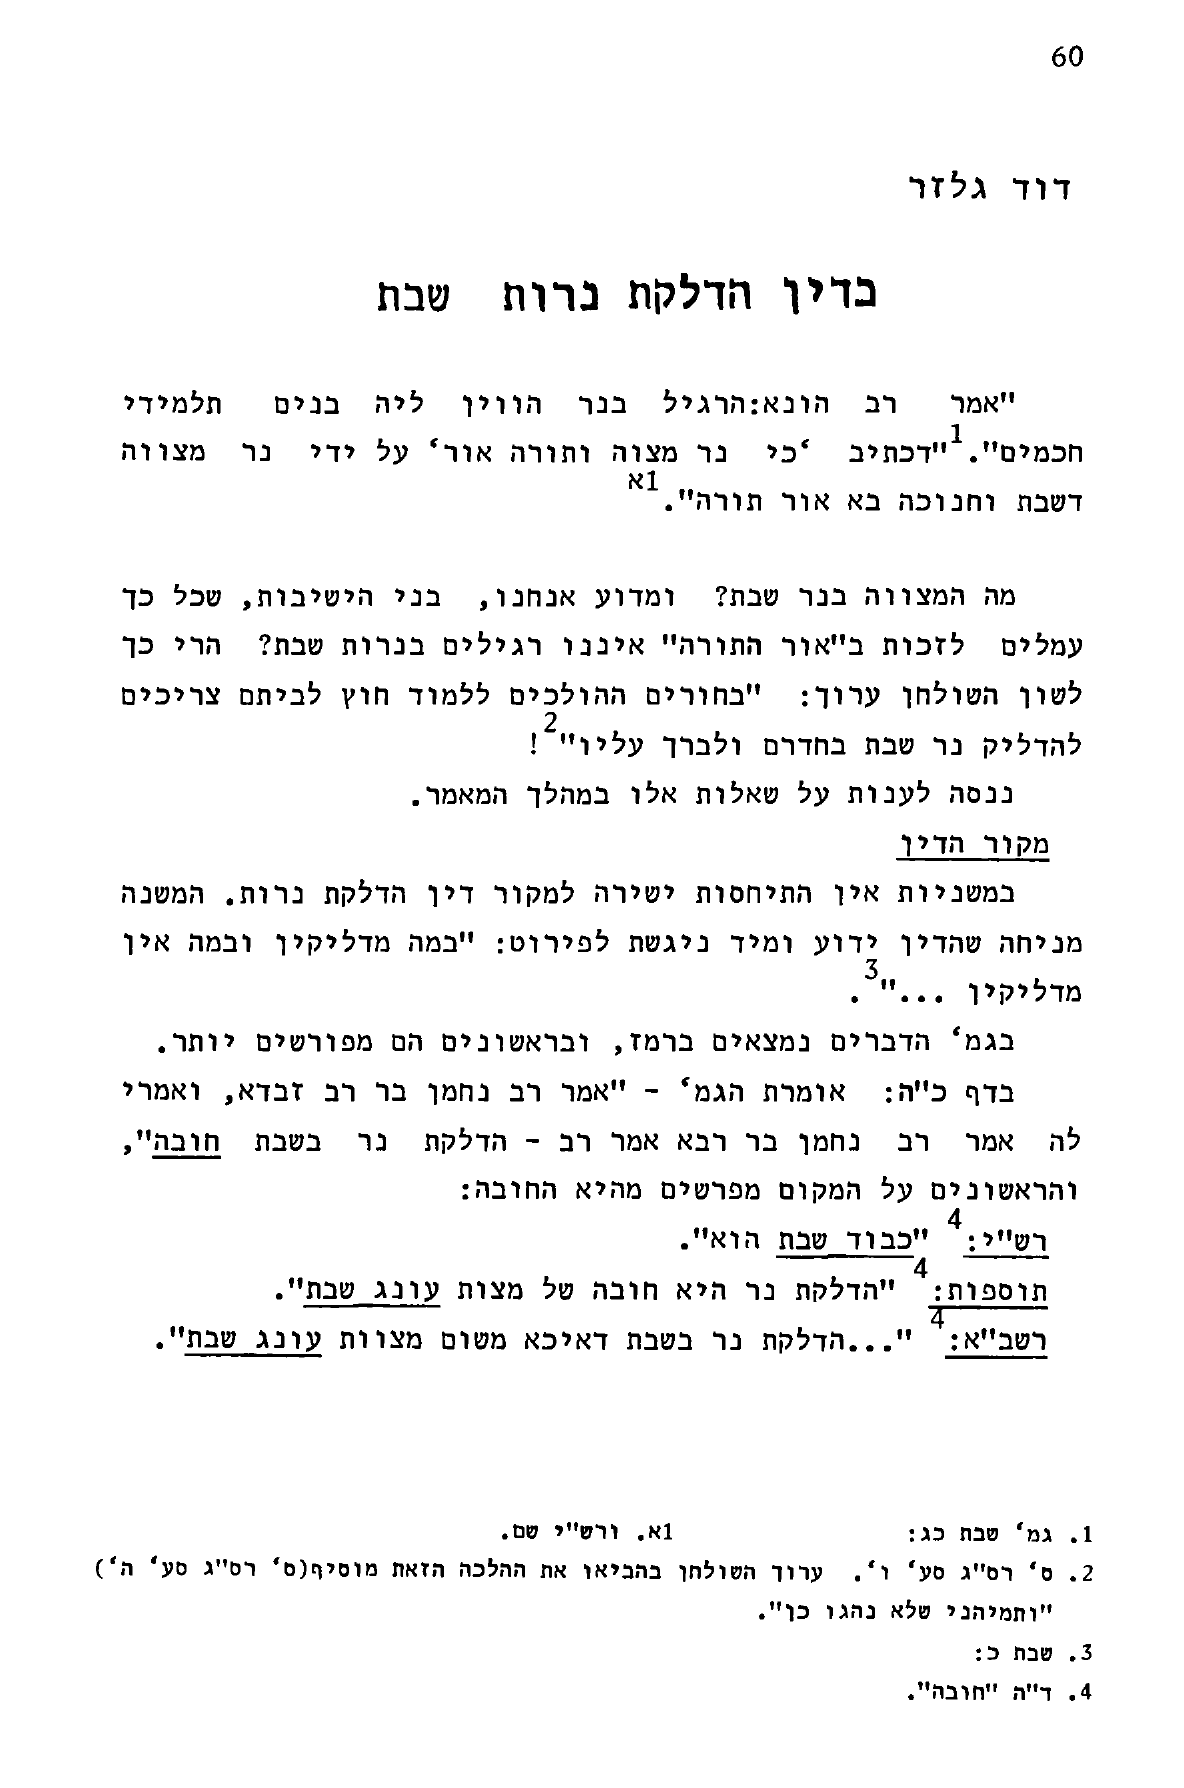 60
דוד גלזר
בדין הדלקת נרות שבת
"אמר רב הונא:הרגיל בנר הוויין ליה בנים תלמידי
חכמים".1 "דכתיב 'כי נר מצוה ותורה אור' על ידי נר מצווה
דשבת וחנוכה בא אור תורה".1א
מה המצווה בנר שבת? ומדוע אנחנו, בני הישיבות, שכל כך
עמלים לזכות ב"אור התורה" איננו רגילים בנרות שבת? הרי כך
לשון השולחן ערוך: "בחורים ההולכים ללמוד חוץ לביתם צריכים
להדליק נר שבת בחדרם ולברך עליו"2!
ננסה לענות על שאלות אלו במהלך המאמר.
מקור הדין
במשניות אין התיחסות ישירה למקור דין הדלקת נרות. המשנה
מניחה שהדין ידוע ומיד ניגשת לפירוט: "במה מדליקין ובמה אין
מדליקין ..."3.
בגמ' הדברים נמצאים ברמז, ובראשונים הם מפורשים יותר.
בדף כ"ה: אומרת הגמ' - "אמר רב נחמן בר רב זבדא, ואמרי
לה אמר רב נחמן בר רבא אמר רב - הדלקת נר בשבת חובה",
והראשונים על המקום מפרשים מהיא החובה:
רש"י:4 "כבוד שבת הוא".
תוספות:4 "הדלקת נר היא חובה של מצות עונג שבת".
רשב"א:4 "...הדלקת נר בשבת דאיכא משום מצוות עונג שבת".
1. גמ' שבת כג: 1א. ורש"י שם.
2. ס' רס"ג סע' ו'. ערוך השולחן בהביאו את ההלכה הזאת מוסיף(ס' רס"ג סע' ה')
"ותמיהני שלא נהגו כן".
3. שבת כ:
4. ד"ה "חובה".